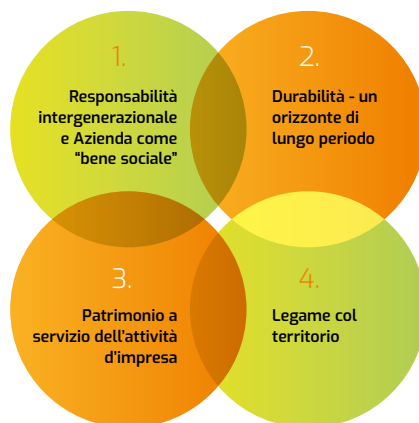 1.
Responsabilità
intergenerazionale
e Azienda come
“bene sociale”
2.
Durabilità - un
orizzonte di
lungo periodo
3.
Patrimonio a
servizio dell’attività
d’impresa
4.
Legame col
territorio